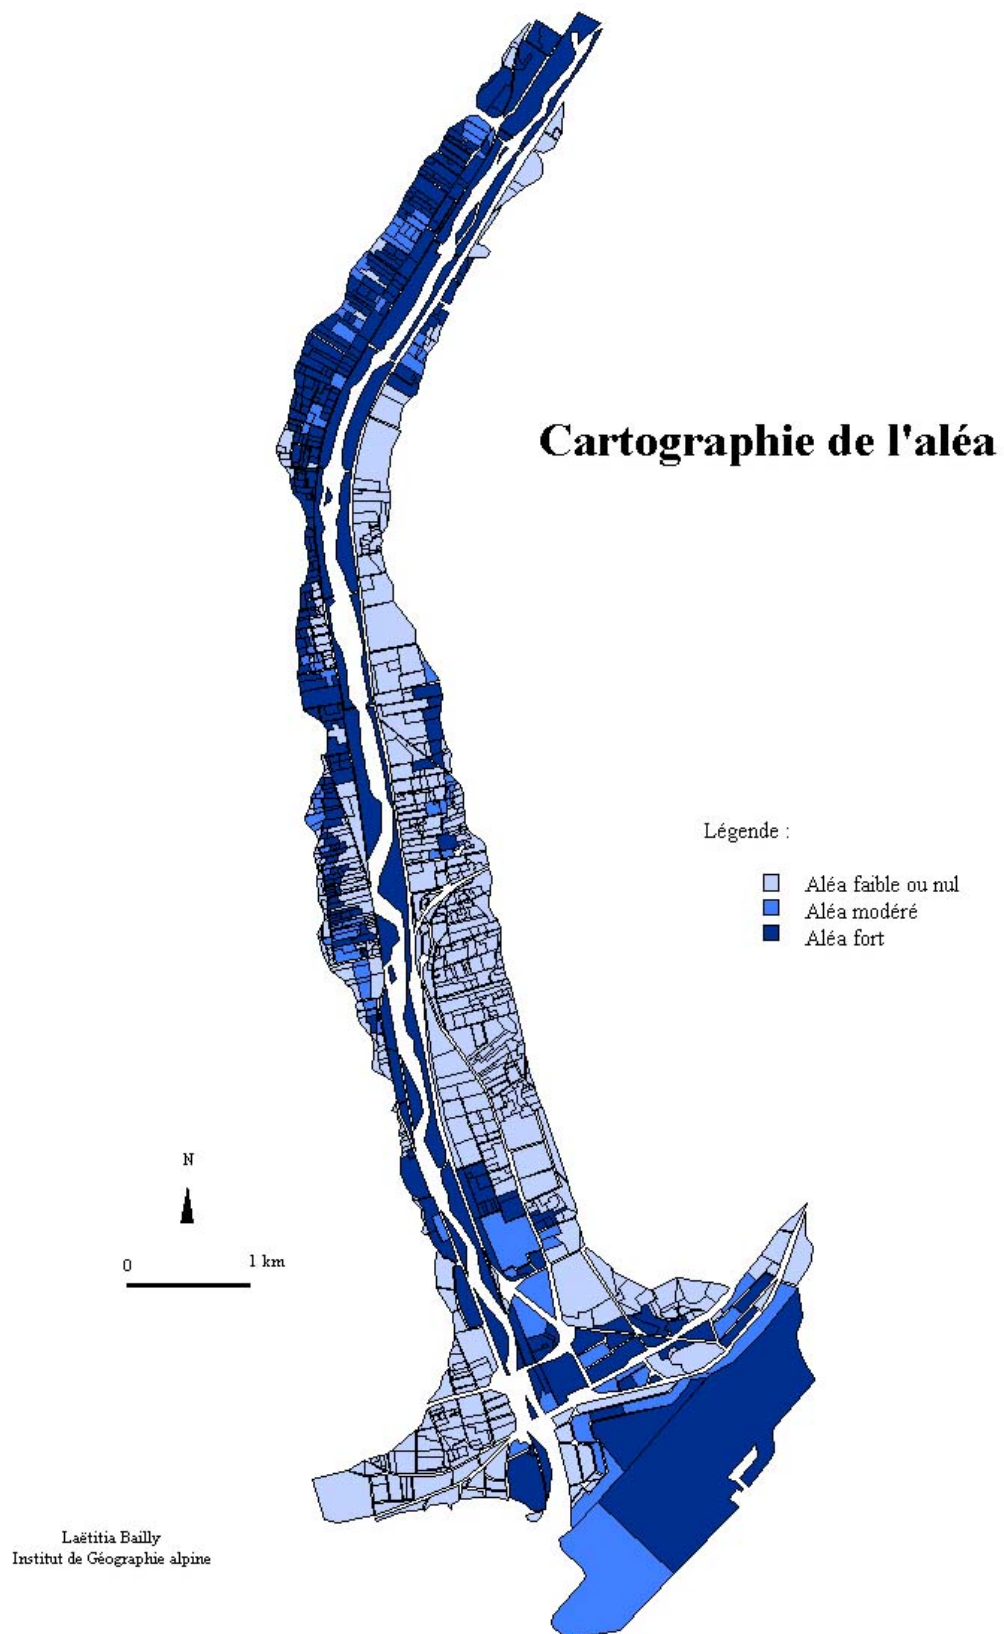 Cartographie de l'aléa
Légende :
Aléa faible ou nul
Aléa modéré
Aléa fort
N
0 1 km
Laëtitia Bailly
Institut de Géographie alpine